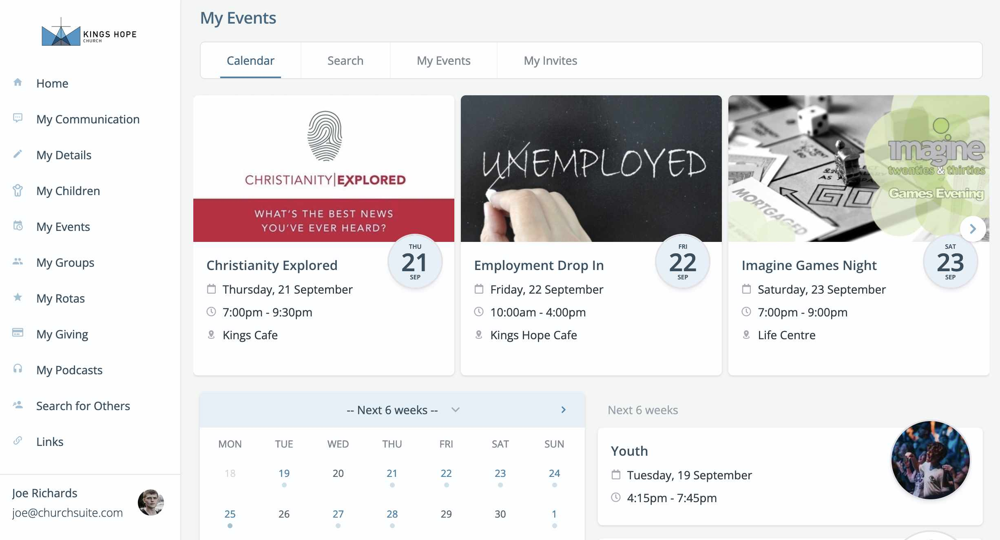 KINGS HOPE
CHURCH
Home
My Communication
My Details
My Children
My Events
My Groups
My Rotas
My Giving
My Podcasts
Search for Others
Links
Joe Richards
joe@churchsuite.com
My Events
Calendar
Search
My Events
My Invites
CHRISTIANITY|EXPLORED
WHAT'S THE BEST NEWS
YOU'VE EVER HEARD?
THU
21
SEP
Christianity Explored
Thursday, 21 September
7:00pm - 9:30pm
Kings Cafe
UNEMPLOYED
FRI
22
SEP
Employment Drop In
Friday, 22 September
10:00am - 4:00pm
Kings Hope Cafe
imagine
twenties & thirties
Games Evening
GO
MORTGAGED
SAT
23
SEP
Imagine Games Night
Saturday, 23 September
7:00pm - 9:00pm
Life Centre
-- Next 6 weeks --
MON TUE WED THU FRI SAT SUN
18 19 20 21 22 23 24
25 26 27 28 29 30 1
Next 6 weeks
Youth
Tuesday, 19 September
4:15pm - 7:45pm